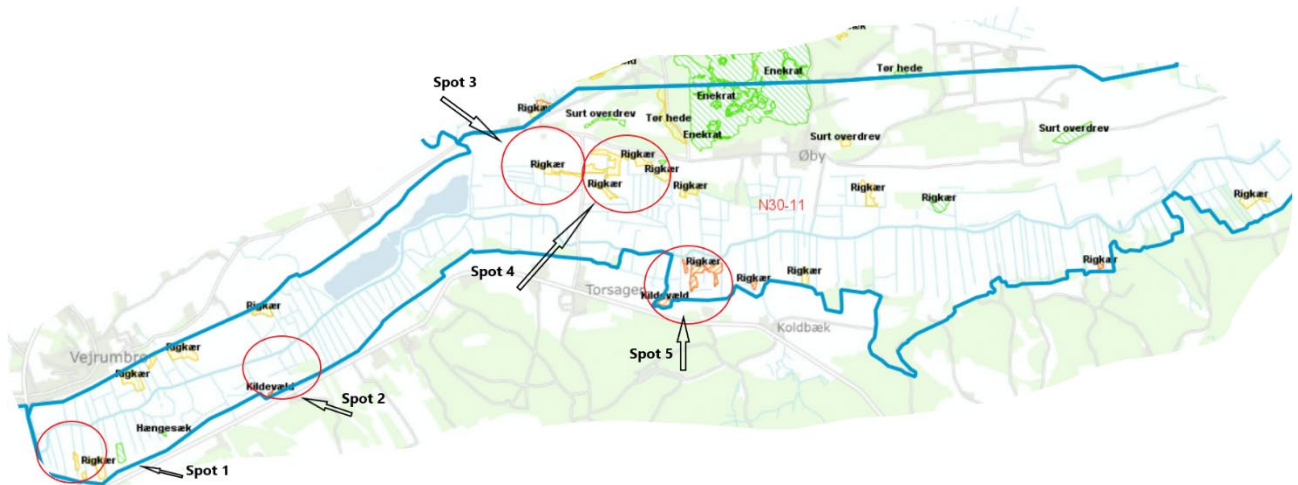 Enekrat
Tør hede
Spot 3
Enekrat
Rigkær
Surt overdrev
Tør hede
Enekrat
Surt overdrev
Surt overdrev
Øby
Rigkær
Rigkær
Rigkær
Rigkær
Rigkær
Rigkær
Rigkær
Rigkær
N30-11
Spot 4
Rigkær
Rigkær
Rigkær
Rigkær
Torsager
Kildevæld
Koldbæk
Rigkær
Vejrumbro
Rigkær
Rigkær
Spot 5
Kildevæld
Spot 2
Hængesæk
Rigkær
Spot 1